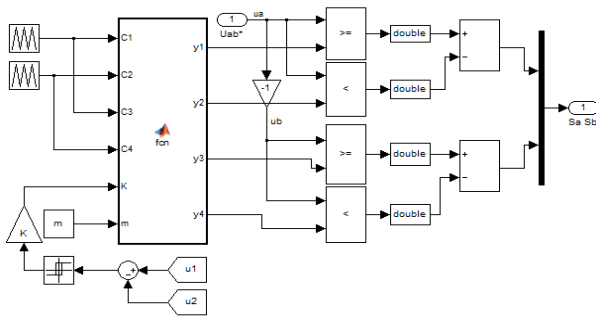 C1
C2
C3
C4
K
m
fcn
y1
y2
y3
y4
1
Uab*
ua
-1
ub
>=
<
>=
<
double
double
double
double
+
−
+
−
1
Sa Sb
K
m
−
+
u1
u2